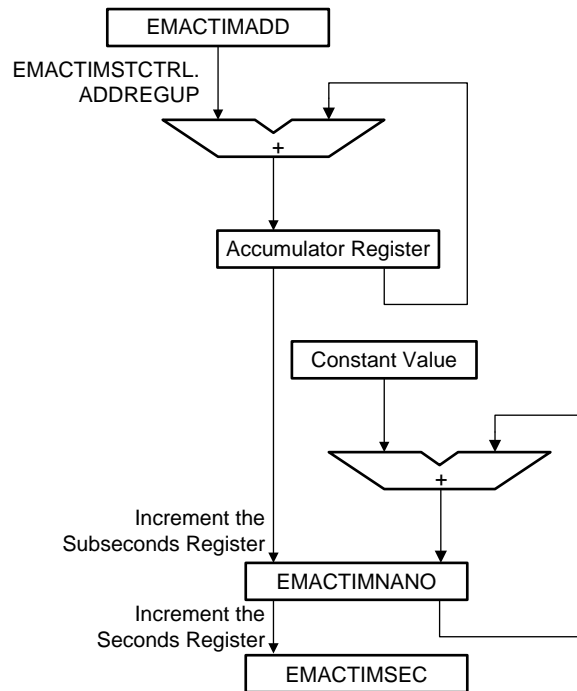 EMACTIMADD
EMACTIMSTCTRL.
ADDREGUP
+
Accumulator Register
Constant Value
+
Increment the
Subseconds Register
EMACTIMNANO
Increment the
Seconds Register
EMACTIMSEC